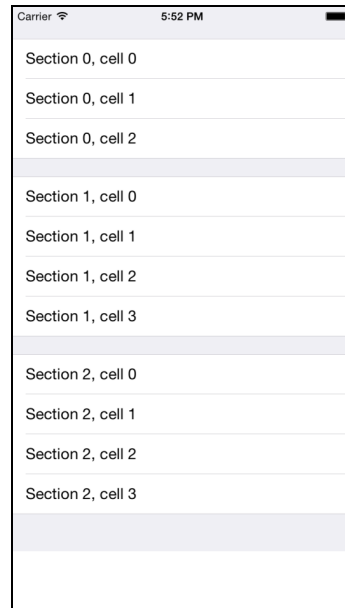 Carrier 5:52 PM
Section 0, cell 0
Section 0, cell 1
Section 0, cell 2
Section 1, cell 0
Section 1, cell 1
Section 1, cell 2
Section 1, cell 3
Section 2, cell 0
Section 2, cell 1
Section 2, cell 2
Section 2, cell 3